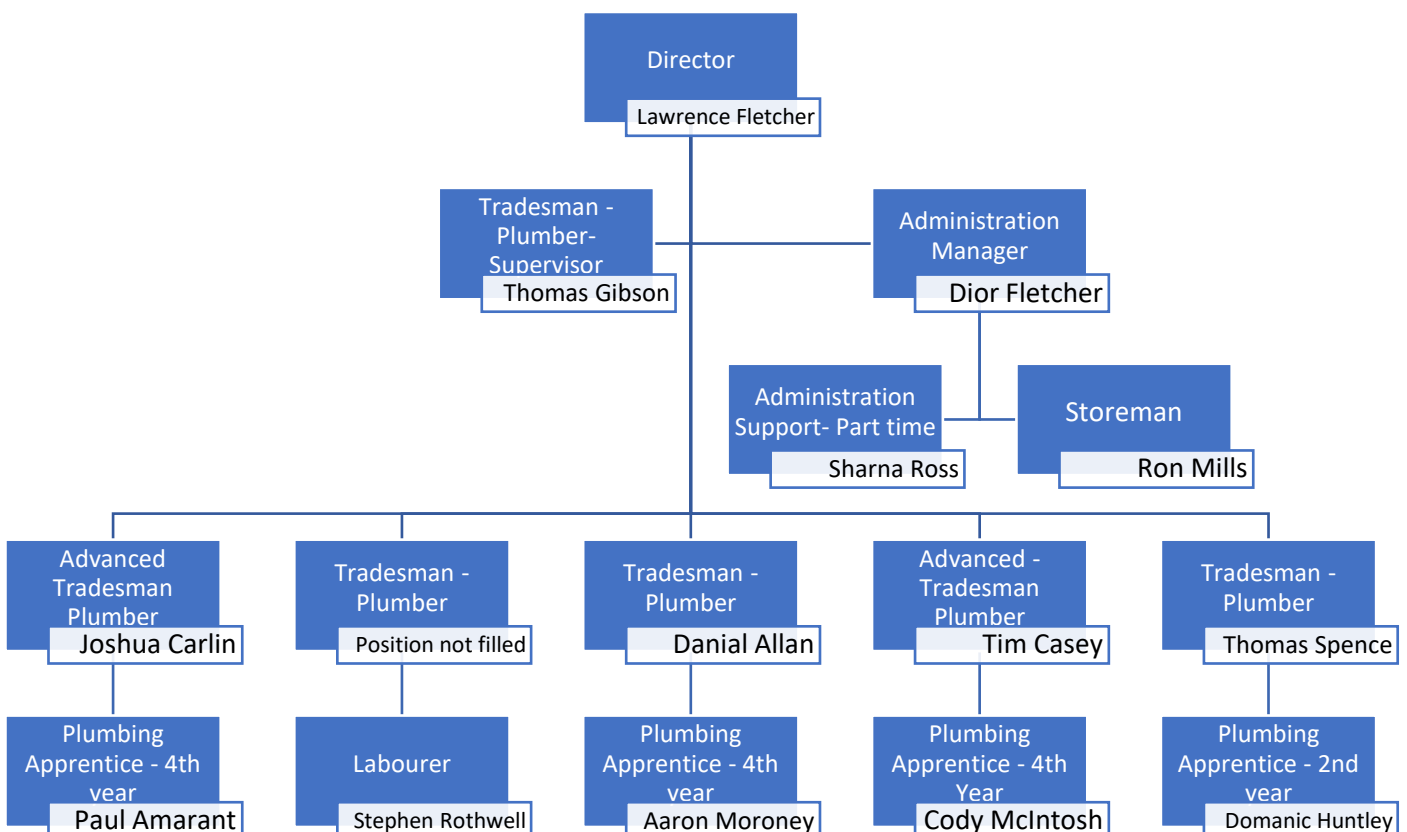 Director
Lawrence Fletcher
Tradesman -
Plumber-
Supervisor
Thomas Gibson
Administration
Manager
Dior Fletcher
Administration
Support- Part time
Sharna Ross
Storeman
Ron Mills
Advanced
Tradesman
Plumber
Joshua Carlin
Tradesman -
Plumber
Position not filled
Tradesman -
Plumber
Danial Allan
Advanced -
Tradesman
Plumber
Tim Casey
Tradesman -
Plumber
Thomas Spence
Plumbing
Apprentice - 4th
year
Paul Amarant
Labourer
Stephen Rothwell
Plumbing
Apprentice - 4th
year
Aaron Moroney
Plumbing
Apprentice - 4th
Year
Cody McIntosh
Plumbing
Apprentice - 2nd
year
Domanic Huntley